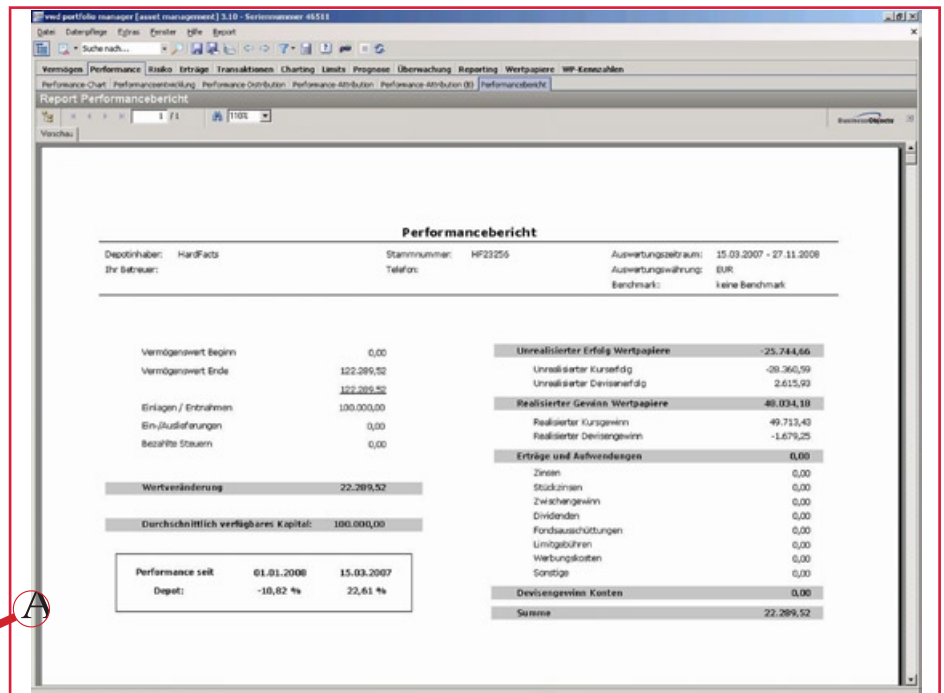 vwd portfolio manager [asset management] 3.10 - Seriennummer 46511
Datei Datenpflege Extras Fenster Hilfe Report
Suche nach...
Vermögen Performance Risiko Erträge Transaktionen Charting Limits Prognose Überwachung Reporting Wertpapiere WP-Kennzahlen
Performance Chart Performanceentwicklung Performance Distribution Performance-Attribution Performance-Attribution (II) Performancebericht
Report Performancebericht
1 /1 110%
Vorschau
Performancebericht
Depotinhaber: HardFacts Stammnummer: HF23256 Auswertungszeitraum: 15.03.2007 - 27.11.2008
Ihr Betreuer: Telefon: Auswertungswährung: EUR
Benchmark: keine Benchmark
Vermögenswert Beginn 0,00
Vermögenswert Ende 122.289,52
122.289,52
Einlagen / Entnahmen 100.000,00
Ein-/Auslieferungen 0,00
Bezahlte Steuern 0,00
Wertveränderung 22.289,52
Durchschnittlich verfügbares Kapital: 100.000,00
Performance seit 01.01.2008 15.03.2007
Depot: -10,82 % 22,61 %
A
Unrealisierter Erfolg Wertpapiere -25.744,66
Unrealisierter Kurserfolg -28.360,59
Unrealisierter Devisenerfolg 2.615,93
Realisierter Gewinn Wertpapiere 48.034,18
Realisierter Kursgewinn 49.713,43
Realisierter Devisengewinn -1.679,25
Erträge und Aufwendungen 0,00
Zinsen 0,00
Stückzinsen 0,00
Zwischengewinn 0,00
Dividenden 0,00
Fondsausschüttungen 0,00
Limitgebühren 0,00
Werbungskosten 0,00
Sonstige 0,00
Devisengewinn Konten 0,00
Summe 22.289,52